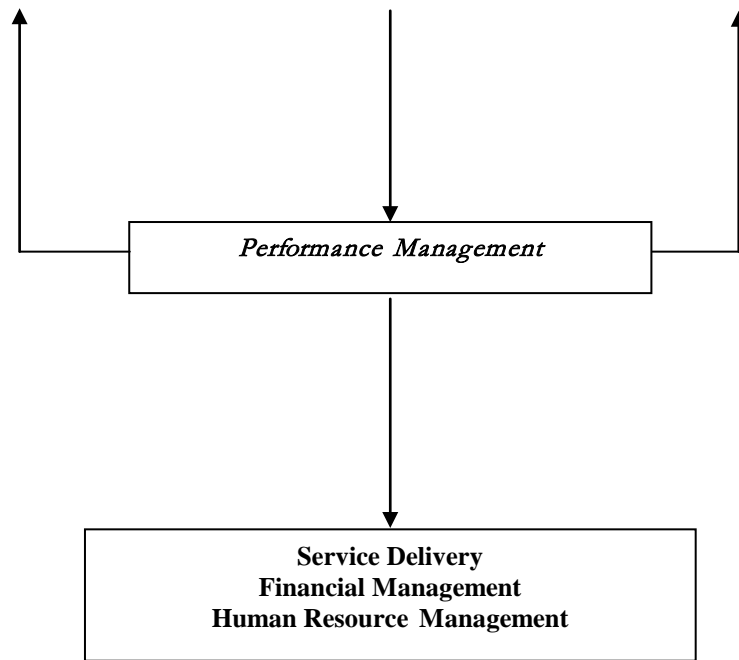 Performance Management
Service Delivery
Financial Management
Human Resource Management